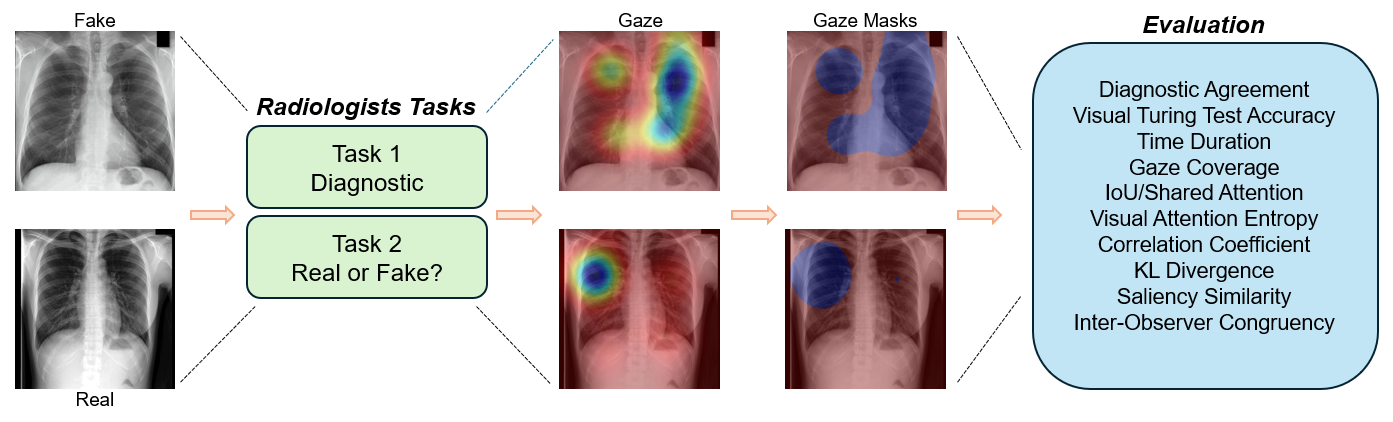 Fake
Real
Radiologists Tasks
Task 1
Diagnostic
Task 2
Real or Fake?
Gaze
Gaze Masks
Evaluation
Diagnostic Agreement
Visual Turing Test Accuracy
Time Duration
Gaze Coverage
IoU/Shared Attention
Visual Attention Entropy
Correlation Coefficient
KL Divergence
Saliency Similarity
Inter-Observer Congruency